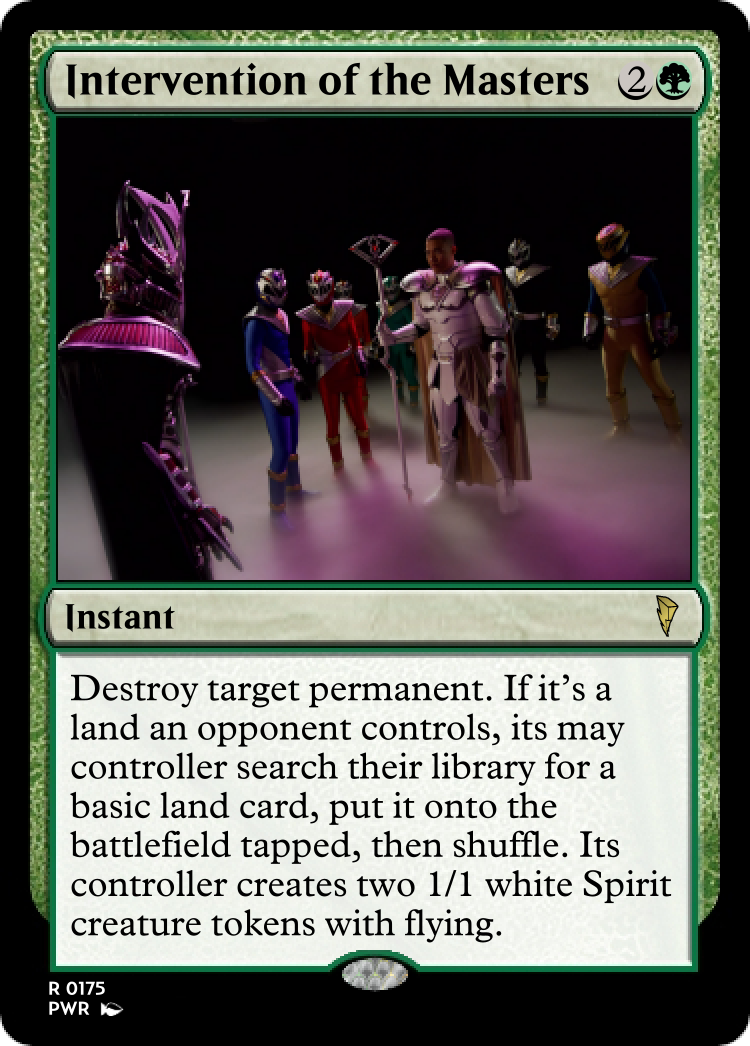 Intervention of the Masters 2
Instant
Destroy target permanent. If it's a
land an opponent controls, its may
controller search their library for a
basic land card, put it onto the
battlefield tapped, then shuffle. Its
controller creates two 1/1 white Spirit
creature tokens with flying.
R 0175
PWR